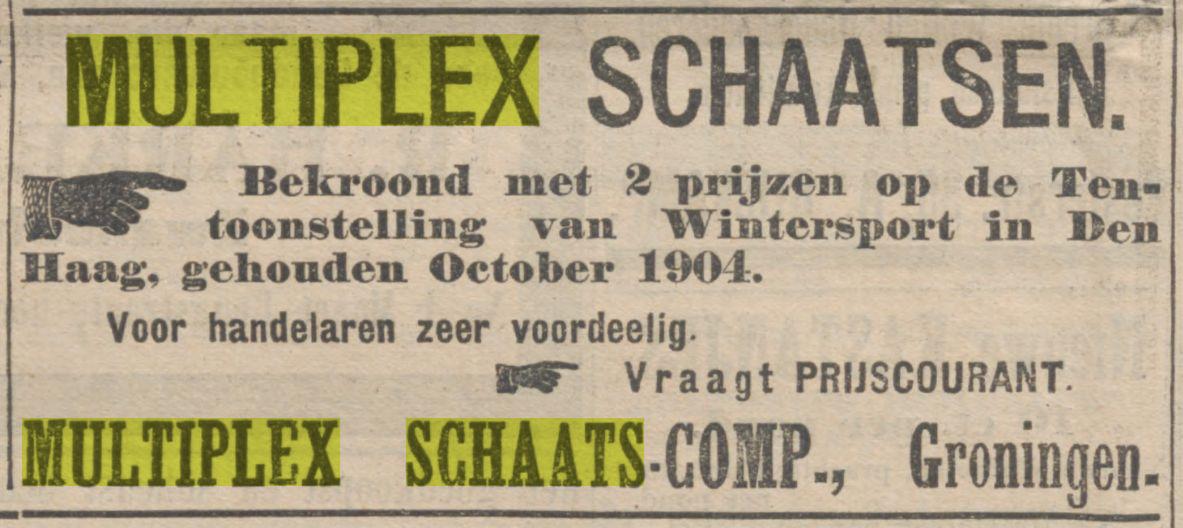 MULTIPLEX SCHAATSEN.
Bekroond met 2 prijzen op de Ten-
toonstelling van Wintersport in Den
Haag, gehouden October 1904.
Voor handelaren zeer voordeelig.
Vraagt PRIJSCOURANT.
MULTIPLEX SCHAATS-COMP., Groningen.